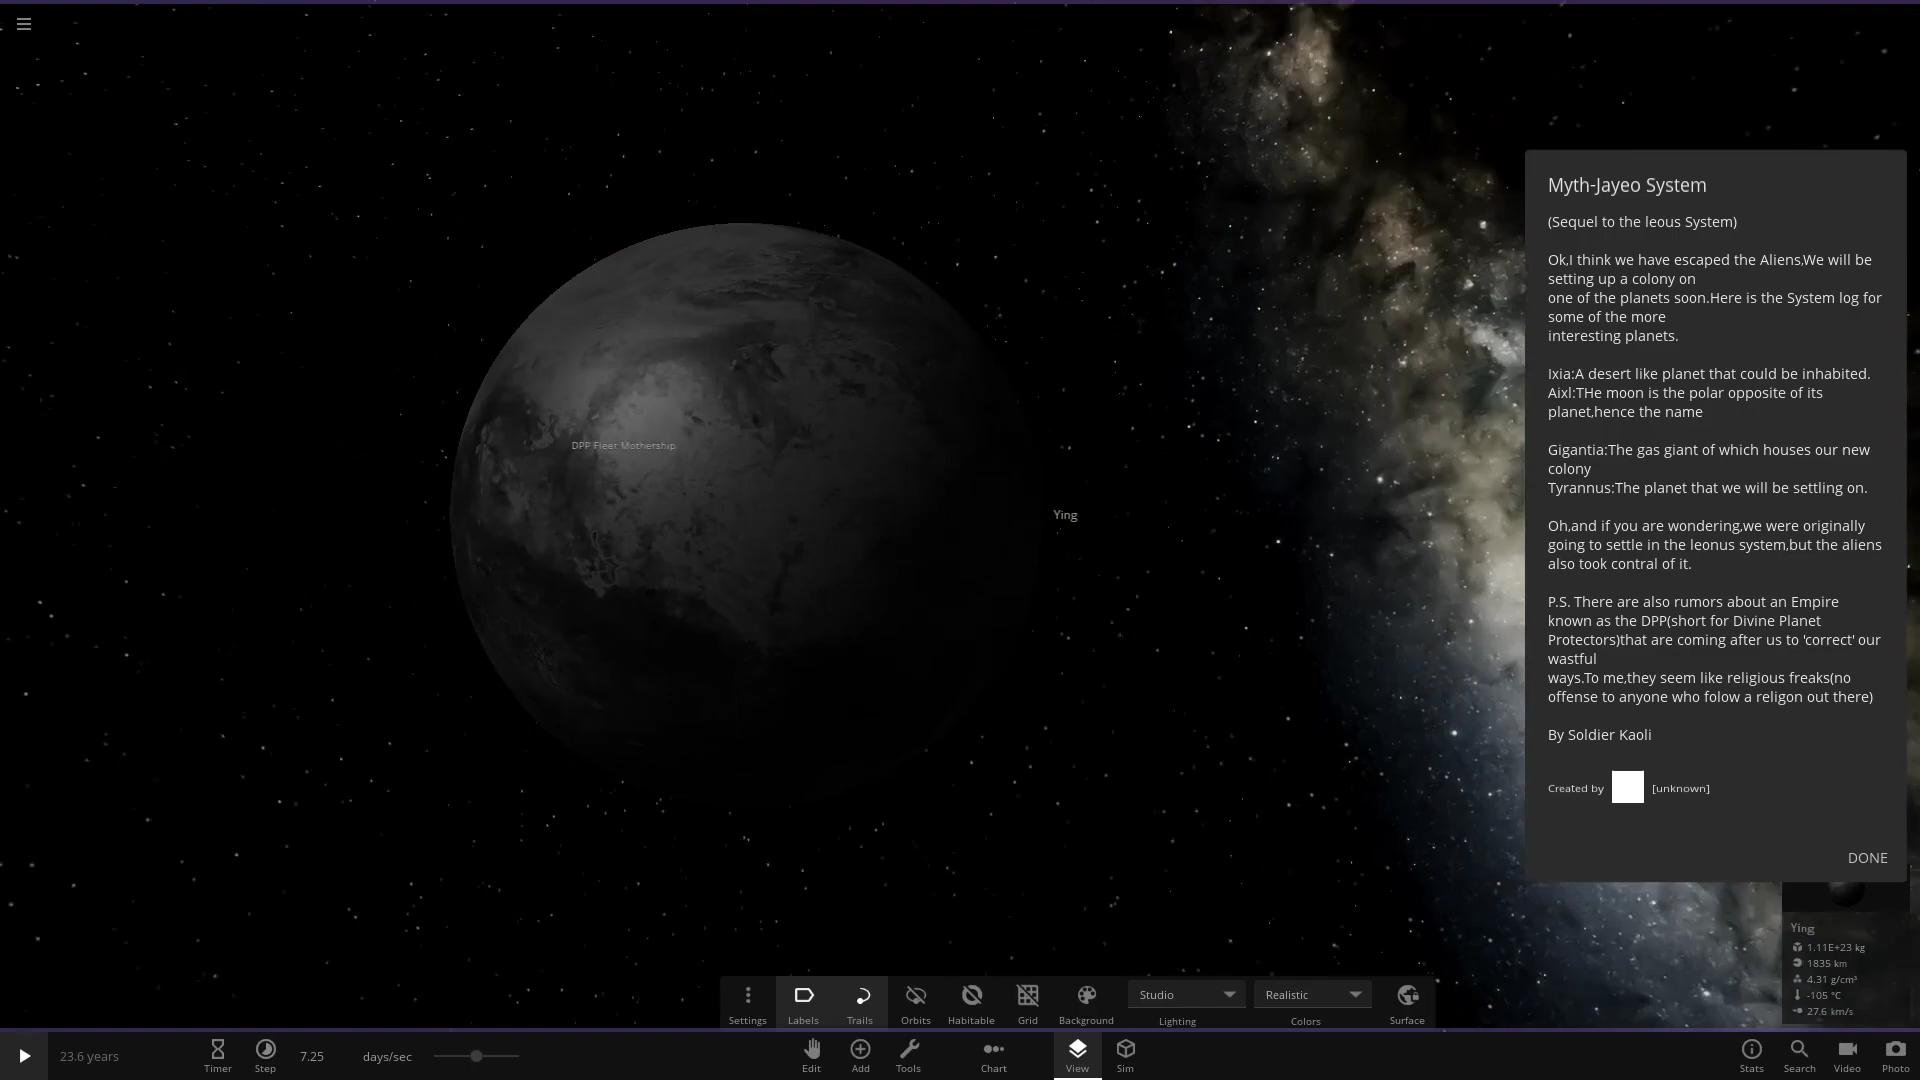 Myth-Jayeo System
(Sequel to the leous System)
Ok,I think we have escaped the Aliens,We will be
setting up a colony on
one of the planets soon.Here is the System log for
some of the more
interesting planets.
Ixia:A desert like planet that could be inhabited.
Aixl:THe moon is the polar opposite of its
planet,hence the name
Gigantia:The gas giant of which houses our new
colony
Tyrannus:The planet that we will be settling on.
Oh,and if you are wondering,we were originally
going to settle in the leonus system,but the aliens
also took contral of it.
P.S. There are also rumors about an Empire
known as the DPP(short for Divine Planet
Protectors)that are coming after us to 'correct' our
wastful
ways.To me,they seem like religious freaks(no
offense to anyone who folow a religon out there)
By Soldier Kaoli
Created by [unknown]
DONE
DPP Fleet Mothership
Ying
Ying
1.11E+23 kg
1835 km
4.31 g/cm³
-105 °C
27.6 km/s
Studio
Realistic
Settings Labels Trails Orbits Habitable Grid Background Lighting Colors Surface
23.6 years
Timer
Step
7.25 days/sec
Edit Add Tools Chart View Sim
Stats Search Video Photo